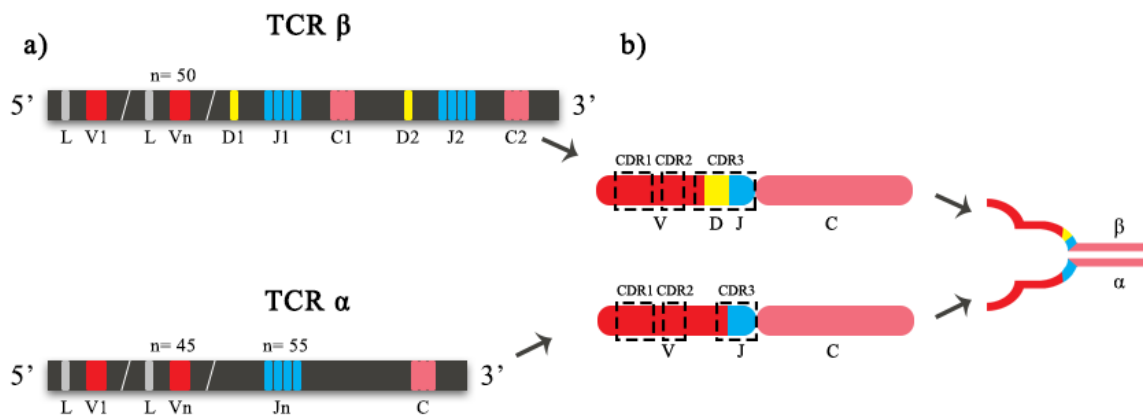 TCR β
a)
b)
n= 50
5’ 3’
L V1 L Vn D1 J1 C1 D2 J2 C2
CDR1 CDR2 CDR3
V D J C
β
α
TCR α
CDR1 CDR2 CDR3
V J C
n= 45 n= 55
5’ 3’
L V1 L Vn Jn C